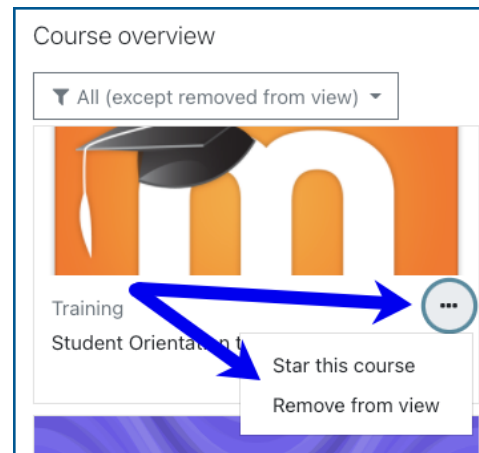 Course overview
All (except removed from view)
m
Training
Student Orientation t
Star this course
Remove from view